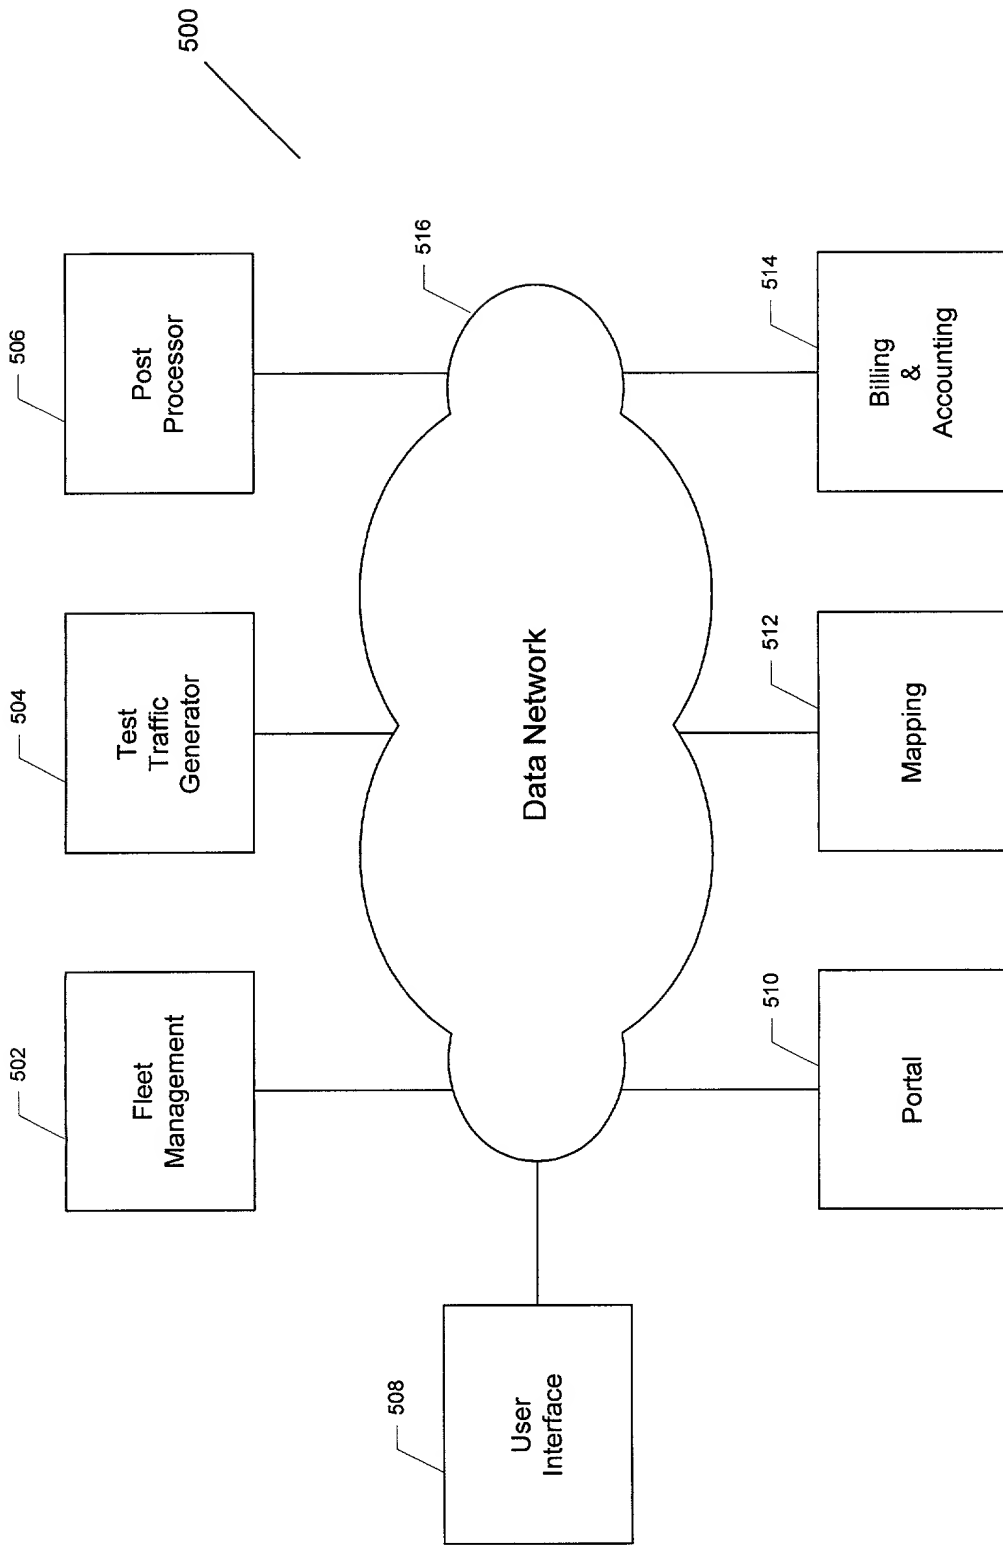 500
502
Fleet
Management
504
Test
Traffic
Generator
506
Post
Processor
508
User
Interface
Data Network
516
510
Portal
512
Mapping
514
Billing
&
Accounting